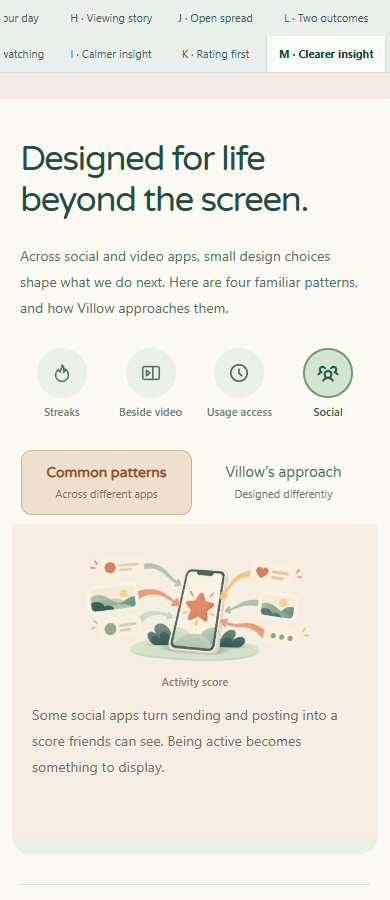 our day H · Viewing story J · Open spread L · Two outcomes
watching I · Calmer insight K · Rating first M · Clearer insight
Designed for life
beyond the screen.
Across social and video apps, small design choices
shape what we do next. Here are four familiar patterns,
and how Villow approaches them.
Streaks Beside video Usage access Social
Common patterns
Across different apps
Villow's approach
Designed differently
Activity score
Some social apps turn sending and posting into a
score friends can see. Being active becomes
something to display.